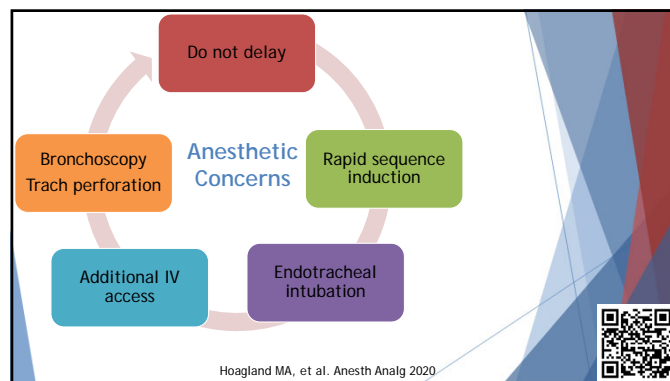 Do not delay
Anesthetic
Concerns
Rapid sequence
induction
Endotracheal
intubation
Additional IV
access
Bronchoscopy
Trach perforation
Hoagland MA, et al. Anesth Analg 2020